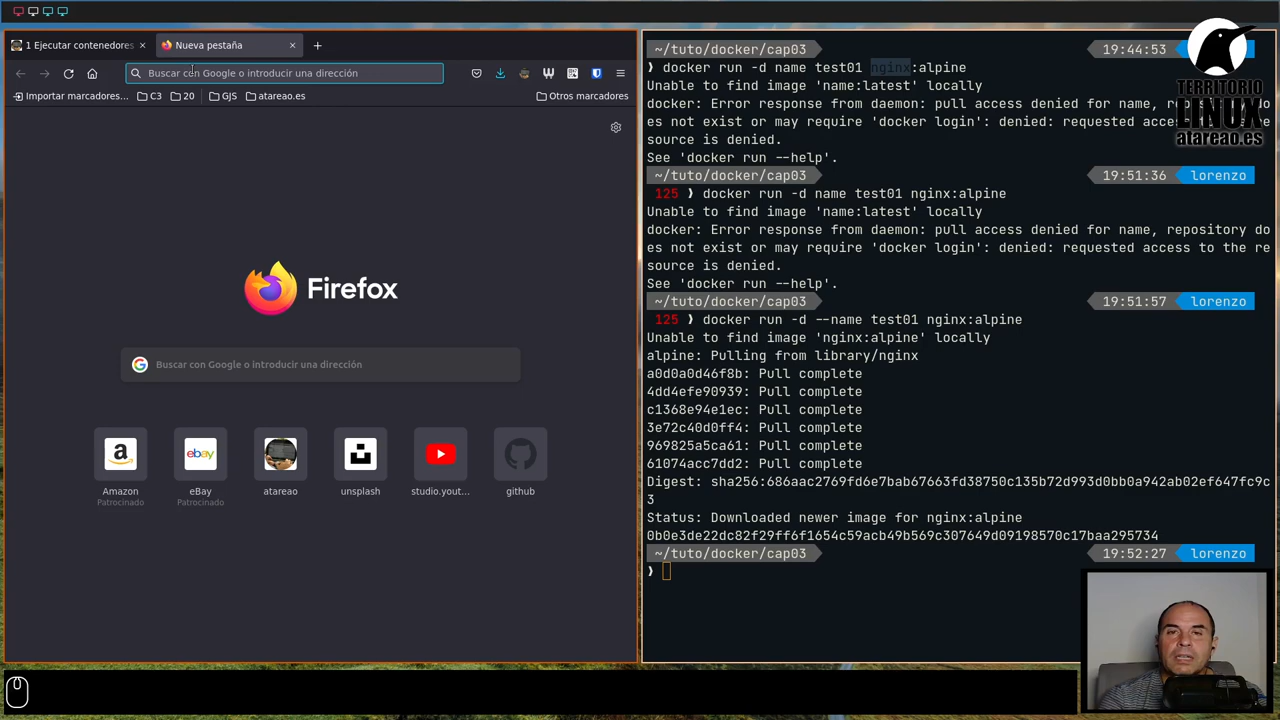 1 Ejecutar contenedores
Nueva pestaña
Buscar con Google o introducir una dirección
Importar marcadores...
C3
20
GJS
atareao.es
Otros marcadores
Firefox
Buscar con Google o introducir una dirección
Amazon
Patrocinado
eBay
Patrocinado
atareao
unsplash
studio.yout...
github
~/tuto/docker/cap03 19:44:53
❯ docker run -d name test01 nginx:alpine
Unable to find image 'name:latest' locally
docker: Error response from daemon: pull access denied for name, re
es not exist or may require 'docker login': denied: requested acces
source is denied.
See 'docker run --help'.
~/tuto/docker/cap03 19:51:36 lorenzo
125 ❯ docker run -d name test01 nginx:alpine
Unable to find image 'name:latest' locally
docker: Error response from daemon: pull access denied for name, repository do
es not exist or may require 'docker login': denied: requested access to the re
source is denied.
See 'docker run --help'.
~/tuto/docker/cap03 19:51:57 lorenzo
125 ❯ docker run -d --name test01 nginx:alpine
Unable to find image 'nginx:alpine' locally
alpine: Pulling from library/nginx
a0d0a0d46f8b: Pull complete
4dd4efe90939: Pull complete
c1368e94e1ec: Pull complete
3e72c40d0ff4: Pull complete
969825a5ca61: Pull complete
61074acc7dd2: Pull complete
Digest: sha256:686aac2769fd6e7bab67663fd38750c135b72d993d0bb0a942ab02ef647fc9c
3
Status: Downloaded newer image for nginx:alpine
0b0e3de22dc82f29ff6f1654c59acb49b569c307649d09198570c17baa295734
~/tuto/docker/cap03 19:52:27 lorenzo
❯
TERRITORIO
LINUX
atareao.es